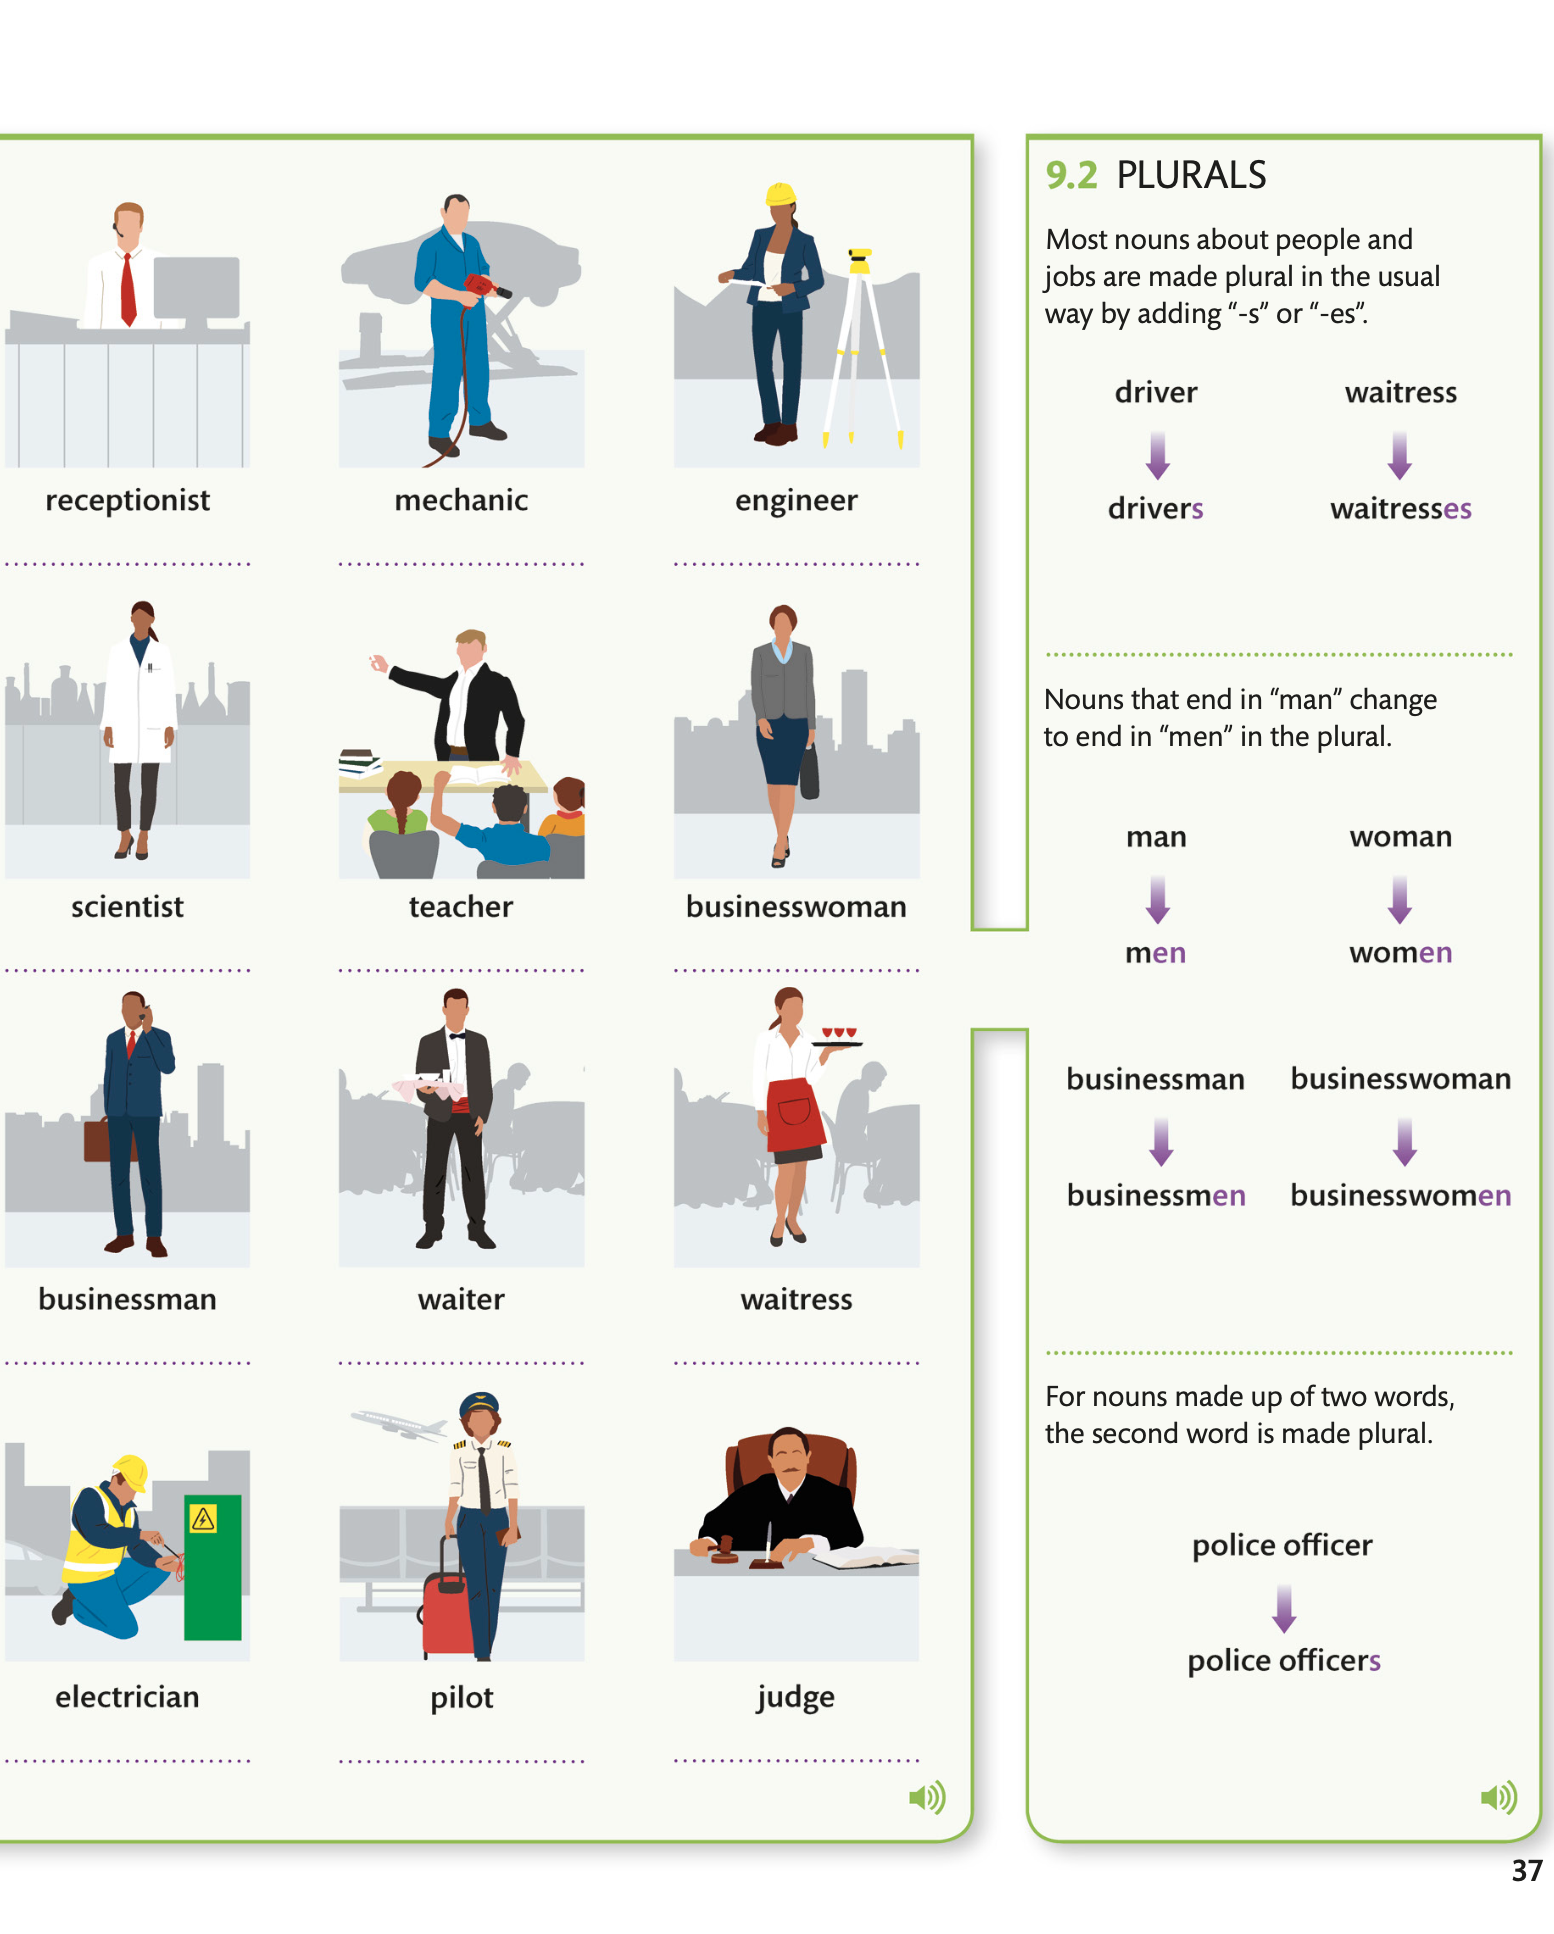 receptionist
mechanic
engineer
scientist
teacher
businesswoman
businessman
waiter
waitress
electrician
pilot
judge
9.2 PLURALS
Most nouns about people and
jobs are made plural in the usual
way by adding “-s” or “-es”.
driver
waitress
drivers
waitresses
Nouns that end in “man” change
to end in “men” in the plural.
man
woman
men
women
businessman
businesswoman
businessmen
businesswomen
For nouns made up of two words,
the second word is made plural.
police officer
police officers
37